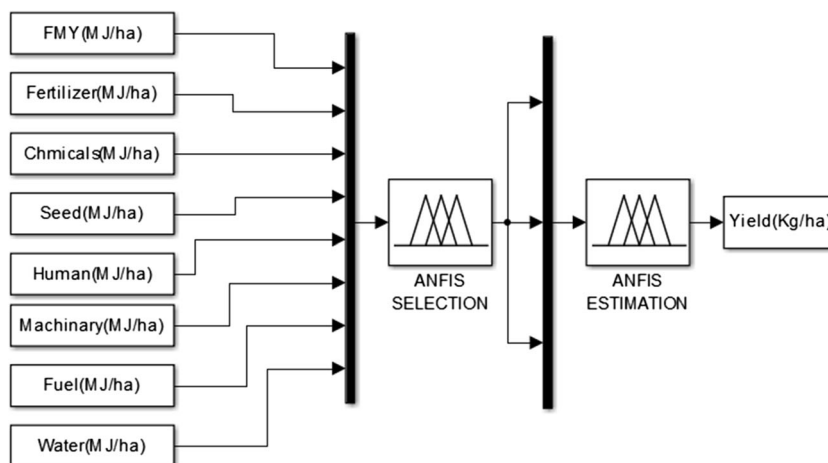 FMY(MJ/ha)
Fertilizer(MJ/ha)
Chmicals(MJ/ha)
Seed(MJ/ha)
Human(MJ/ha)
Machinary(MJ/ha)
Fuel(MJ/ha)
Water(MJ/ha)
ANFIS
SELECTION
ANFIS
ESTIMATION
Yield(Kg/ha)